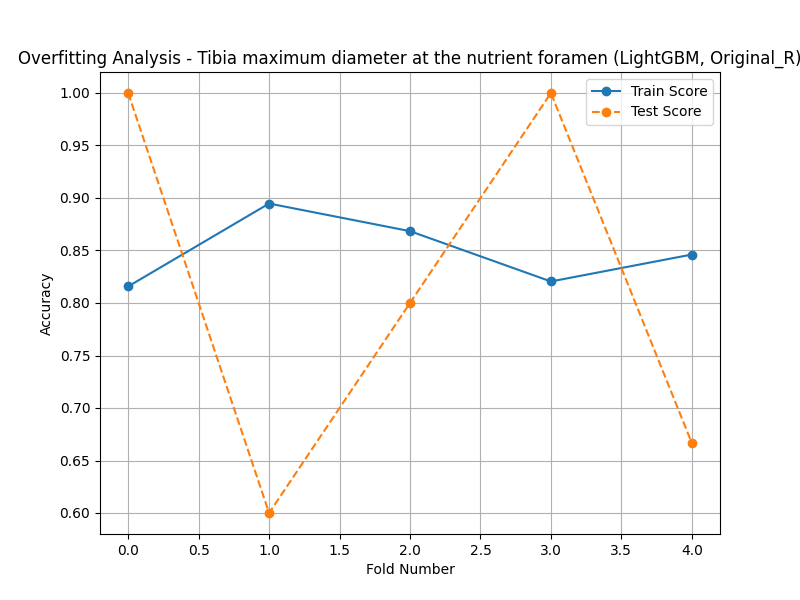 Overfitting Analysis - Tibia maximum diameter at the nutrient foramen (LightGBM, Original_R)
Train Score
Test Score
1.00
0.95
0.90
0.85
0.80
0.75
0.70
0.65
0.60
Accuracy
0.0 0.5 1.0 1.5 2.0 2.5 3.0 3.5 4.0
Fold Number